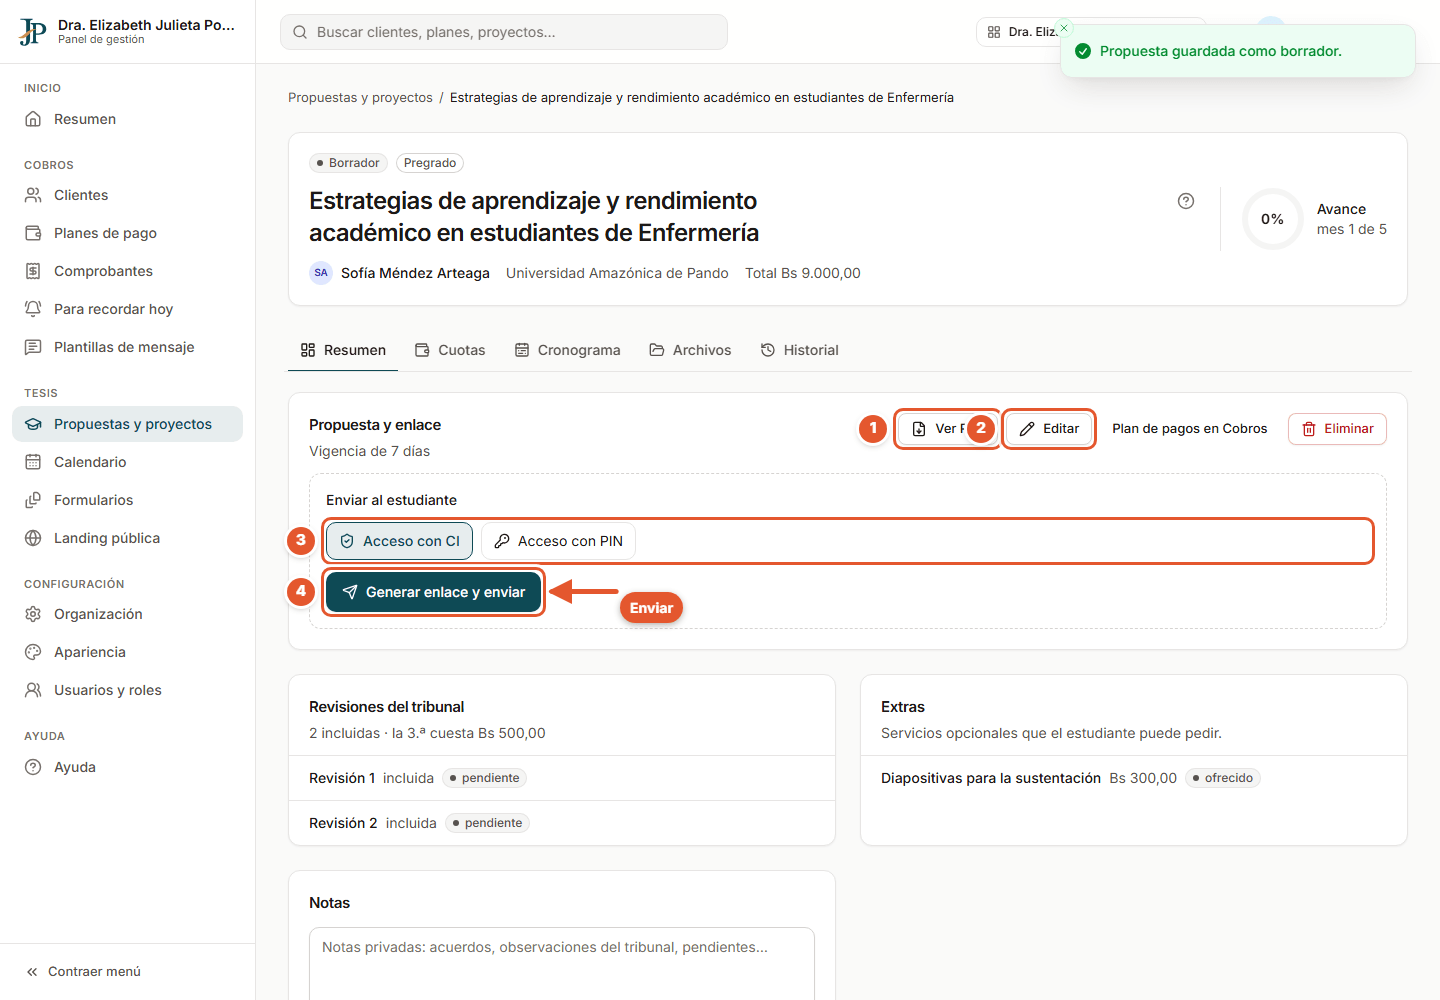 Dra. Elizabeth Julieta Po...
Panel de gestión
Buscar clientes, planes, proyectos...
Dra. Eliz
Propuesta guardada como borrador.
INICIO
Resumen
COBROS
Clientes
Planes de pago
Comprobantes
Para recordar hoy
Plantillas de mensaje
TESIS
Propuestas y proyectos
Calendario
Formularios
Landing pública
CONFIGURACIÓN
Organización
Apariencia
Usuarios y roles
AYUDA
Ayuda
Contraer menú
Propuestas y proyectos / Estrategias de aprendizaje y rendimiento académico en estudiantes de Enfermería
Borrador Pregrado
Estrategias de aprendizaje y rendimiento
académico en estudiantes de Enfermería
SA Sofía Méndez Arteaga Universidad Amazónica de Pando Total Bs 9.000,00
0%
Avance
mes 1 de 5
Resumen Cuotas Cronograma Archivos Historial
Propuesta y enlace
Vigencia de 7 días
1 Ver 2 Editar Plan de pagos en Cobros Eliminar
Enviar al estudiante
3 Acceso con CI Acceso con PIN
4 Generar enlace y enviar
Enviar
Revisiones del tribunal
2 incluidas · la 3.ª cuesta Bs 500,00
Revisión 1 incluida pendiente
Revisión 2 incluida pendiente
Extras
Servicios opcionales que el estudiante puede pedir.
Diapositivas para la sustentación Bs 300,00 ofrecido
Notas
Notas privadas: acuerdos, observaciones del tribunal, pendientes...